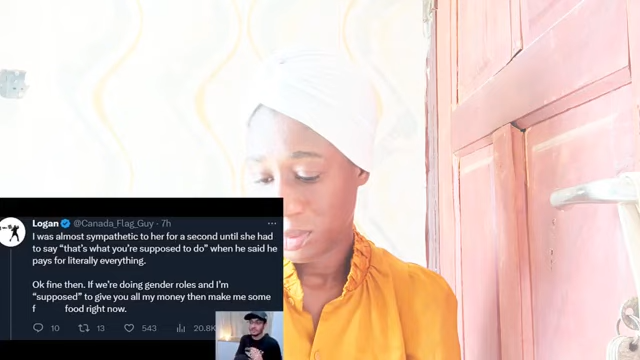 Logan @Canada_Flag_Guy · 7h
I was almost sympathetic to her for a second until she had
to say “that’s what you’re supposed to do” when he said he
pays for literally everything.
Ok fine then. If we’re doing gender roles and I’m
“supposed” to give you all my money then make me some
f food right now.
10 13 543 20.8K